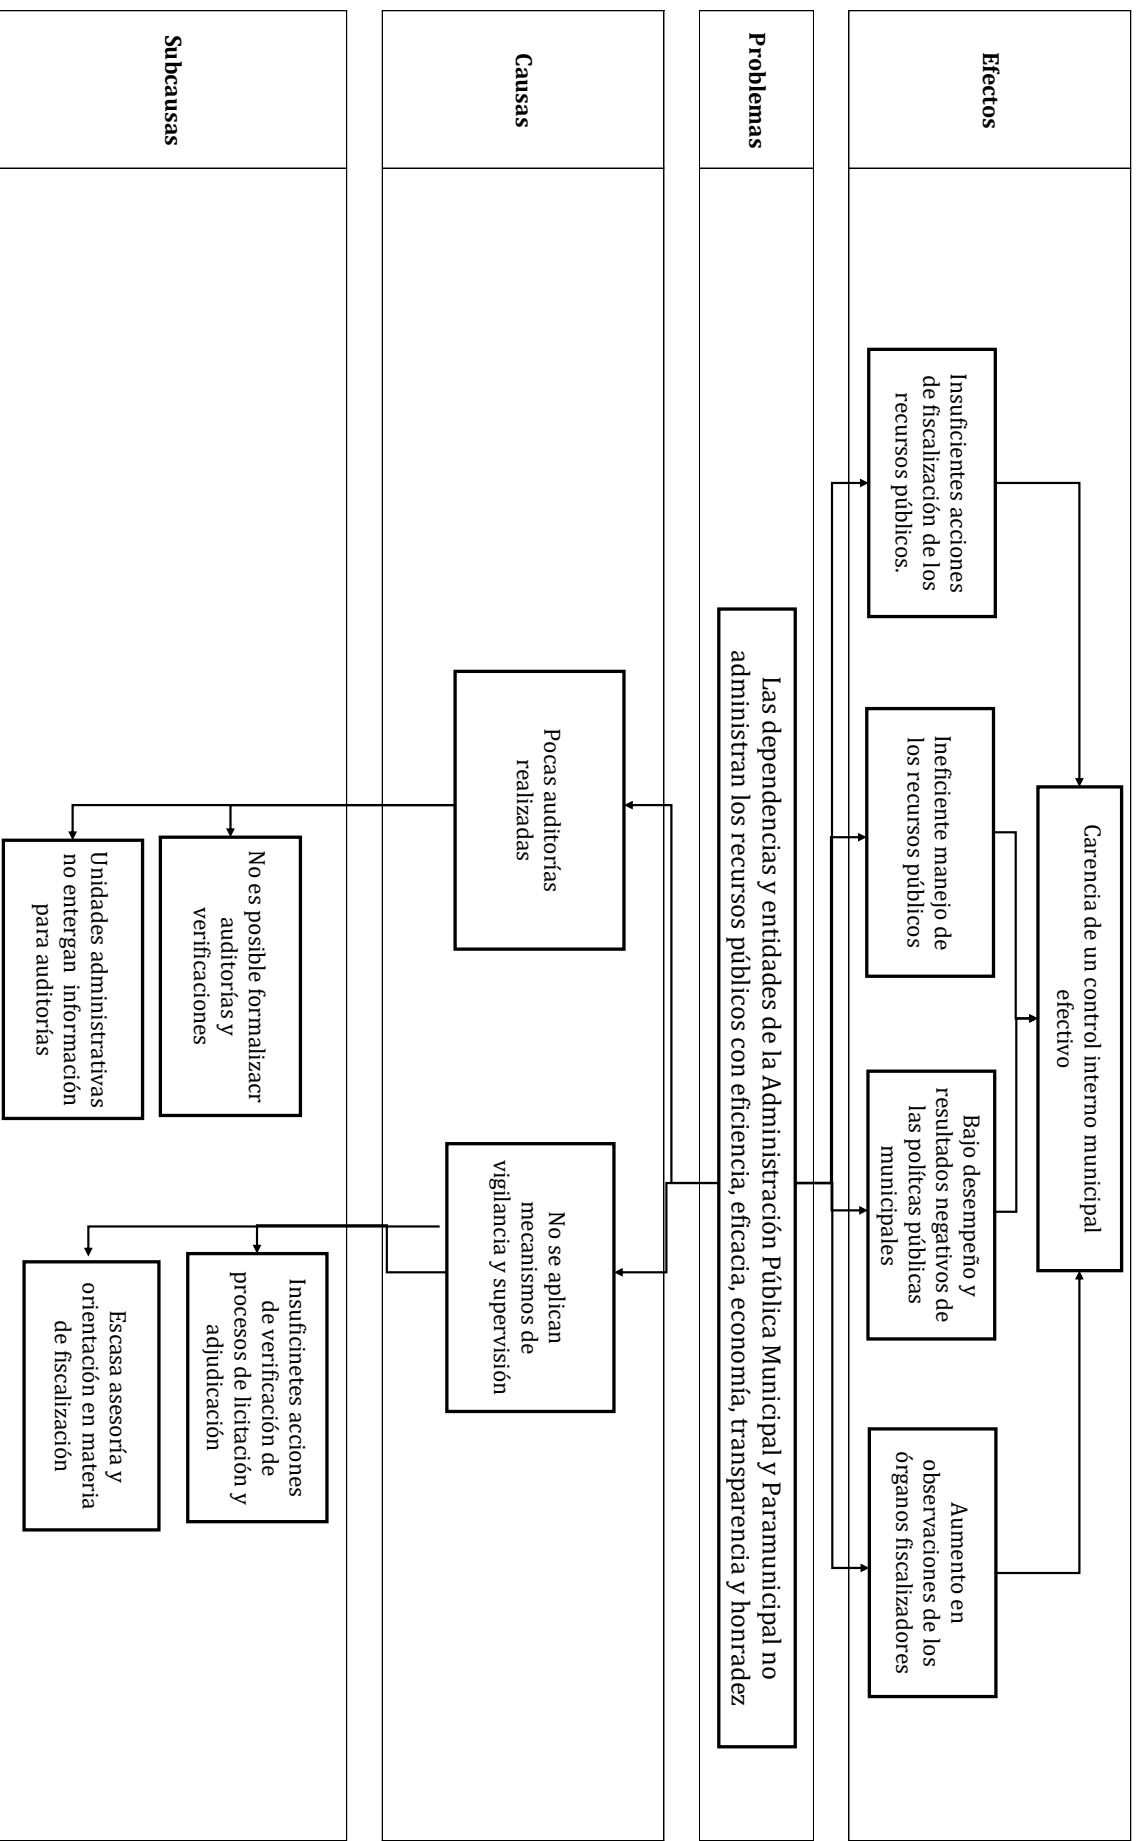 Efectos
Carencia de un control interno municipal
efectivo
Insuficientes acciones
de fiscalización de los
recursos públicos.
Ineficiente manejo de
los recursos públicos
Bajo desempeño y
resultados negativos de
las polítcas públicas
municipales
Aumento en
observaciones de los
órganos fiscalizadores
Problemas
Las dependencias y entidades de la Administración Pública Municipal y Paramunicipal no
administran los recursos públicos con eficiencia, eficacia, economía, transparencia y honradez
Causas
Pocas auditorías
realizadas
No se aplican
mecanismos de
vigilancia y supervisión
Subcausas
No es posible formalizacr
auditorías y
verificaciones
Insuficinetes acciones
de verificación de
procesos de licitación y
adjudicación
Unidades administrativas
no entergan información
para auditorías
Escasa asesoría y
orientación en materia
de fiscalización